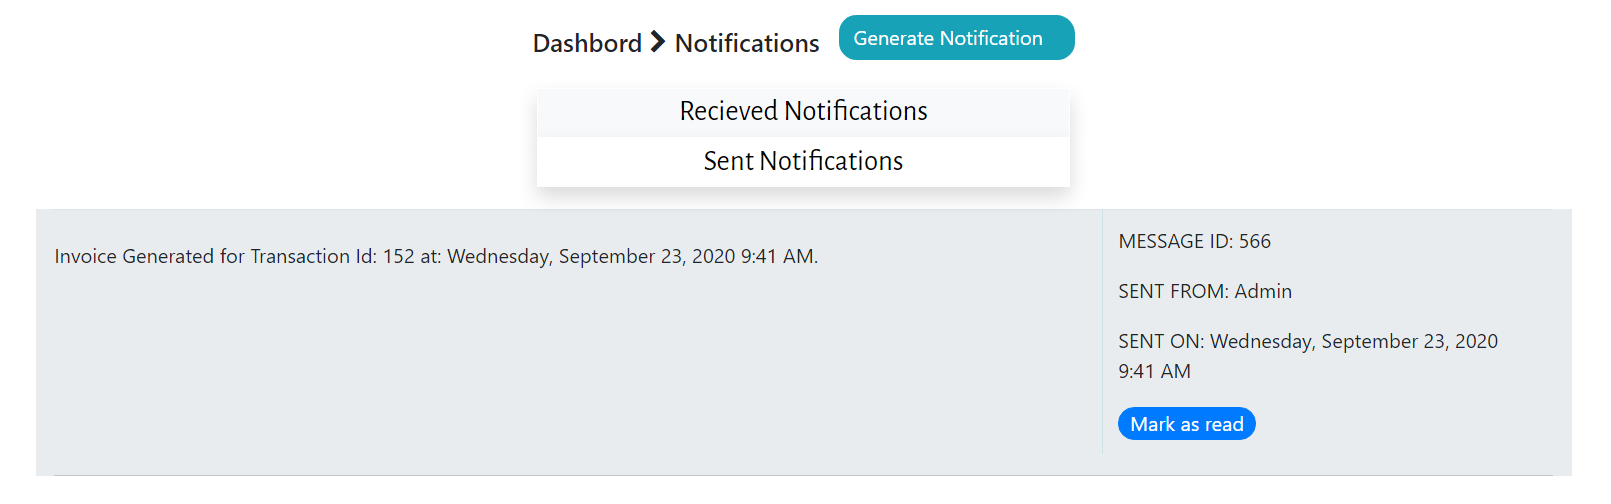 Dashbord Notifications
Generate Notification
Recieved Notifications
Sent Notifications
Invoice Generated for Transaction Id: 152 at: Wednesday, September 23, 2020 9:41 AM.
MESSAGE ID: 566
SENT FROM: Admin
SENT ON: Wednesday, September 23, 2020
9:41 AM
Mark as read